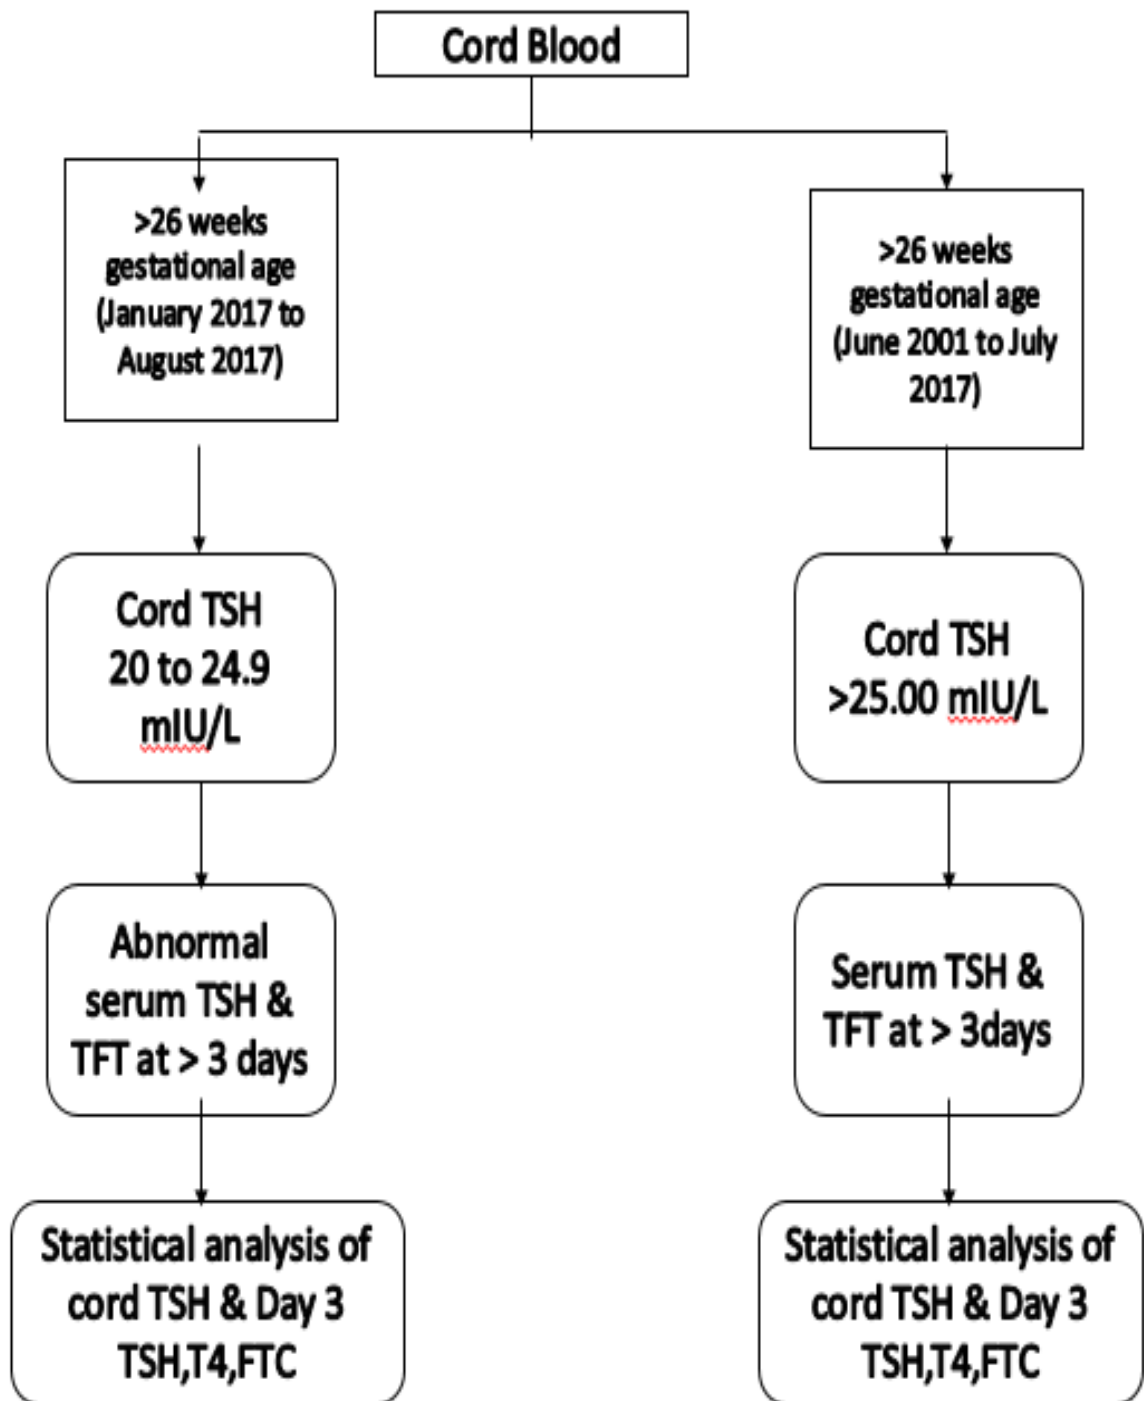 Cord Blood
>26 weeks
gestational age
(January 2017 to
August 2017)
>26 weeks
gestational age
(June 2001 to July
2017)
Cord TSH
20 to 24.9
mIU/L
Cord TSH
>25.00 mIU/L
Abnormal
serum TSH &
TFT at > 3 days
Serum TSH &
TFT at > 3days
Statistical analysis of
cord TSH & Day 3
TSH,T4,FTC
Statistical analysis of
cord TSH & Day 3
TSH,T4,FTC